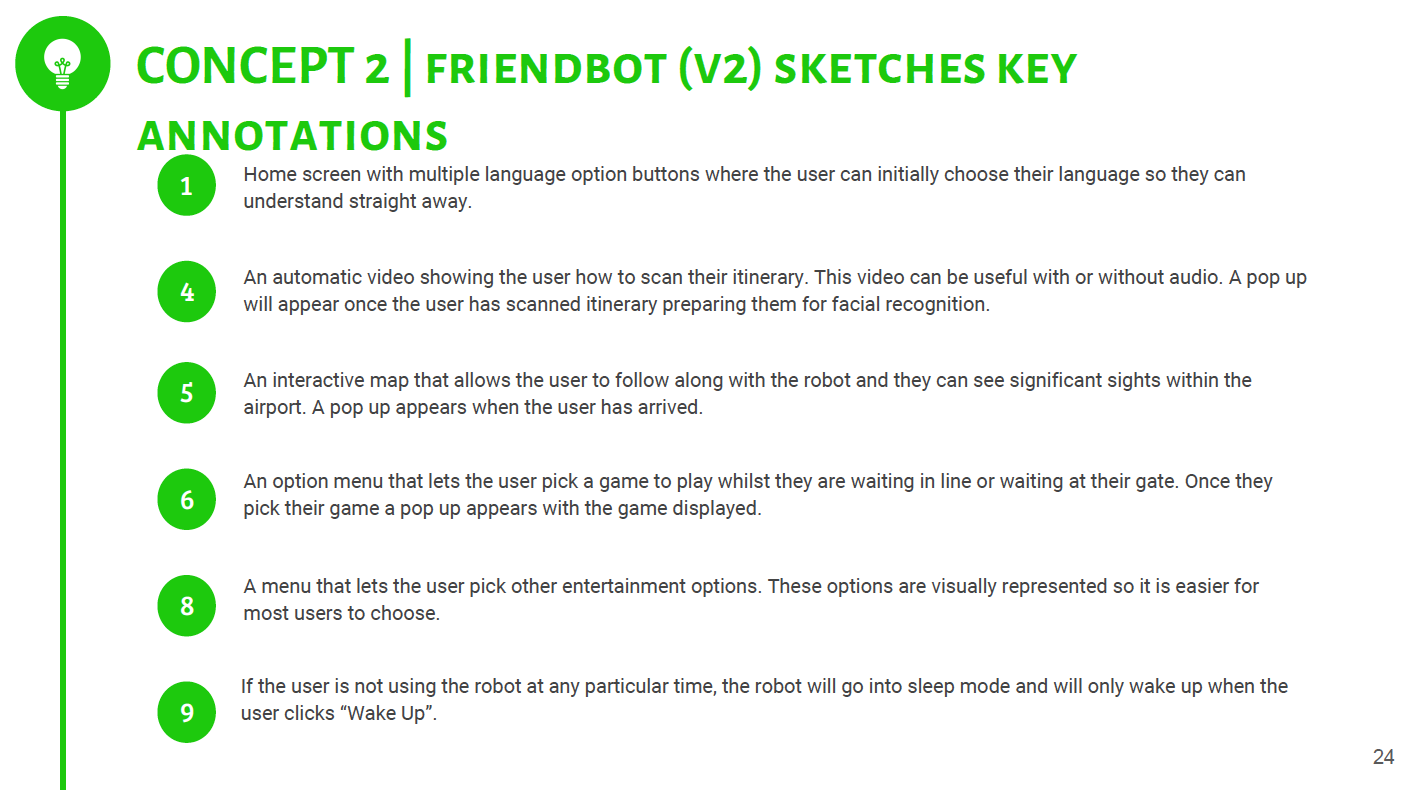 CONCEPT 2 | FRIENDBOT (V2) SKETCHES KEY
ANNOTATIONS
1
Home screen with multiple language option buttons where the user can initially choose their language so they can
understand straight away.
4
An automatic video showing the user how to scan their itinerary. This video can be useful with or without audio. A pop up
will appear once the user has scanned itinerary preparing them for facial recognition.
5
An interactive map that allows the user to follow along with the robot and they can see significant sights within the
airport. A pop up appears when the user has arrived.
6
An option menu that lets the user pick a game to play whilst they are waiting in line or waiting at their gate. Once they
pick their game a pop up appears with the game displayed.
8
A menu that lets the user pick other entertainment options. These options are visually represented so it is easier for
most users to choose.
9
If the user is not using the robot at any particular time, the robot will go into sleep mode and will only wake up when the
user clicks “Wake Up”.
24